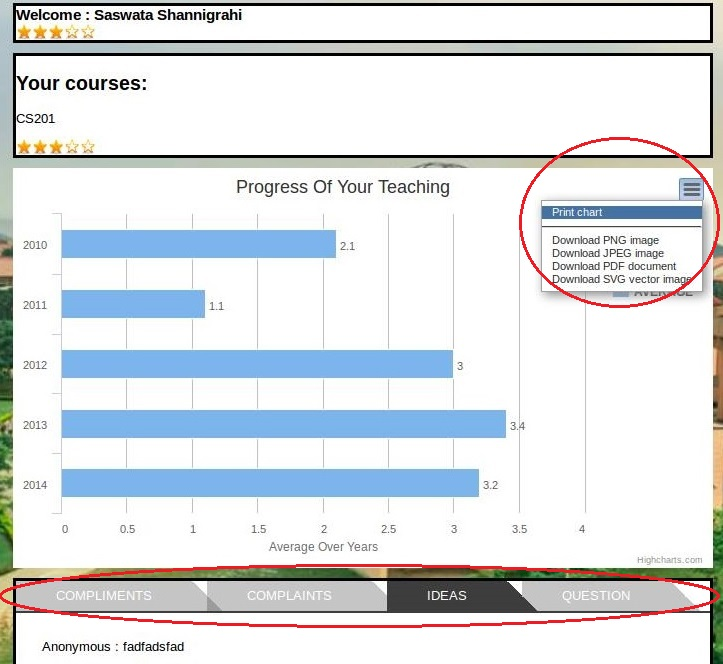 Welcome : Saswata Shannigrahi
Your courses:
CS201
Progress Of Your Teaching
Print chart
Download PNG image
Download JPEG image
Download PDF document
Download SVG vector image
AVERAGE
2010
2.1
2011
1.1
2012
3
2013
3.4
2014
3.2
0 0.5 1 1.5 2 2.5 3 3.5 4
Average Over Years
Highcharts.com
COMPLIMENTS COMPLAINTS IDEAS QUESTION
Anonymous : fadfadsfad